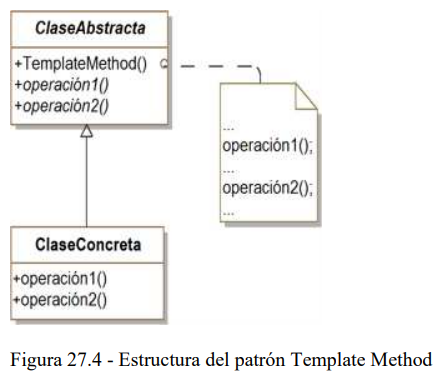 ClaseAbstracta
+TemplateMethod()
+operación1()
+operación2()
...
operación1();
...
operación2();
...
ClaseConcreta
+operación1()
+operación2()
Figura 27.4 - Estructura del patrón Template Method